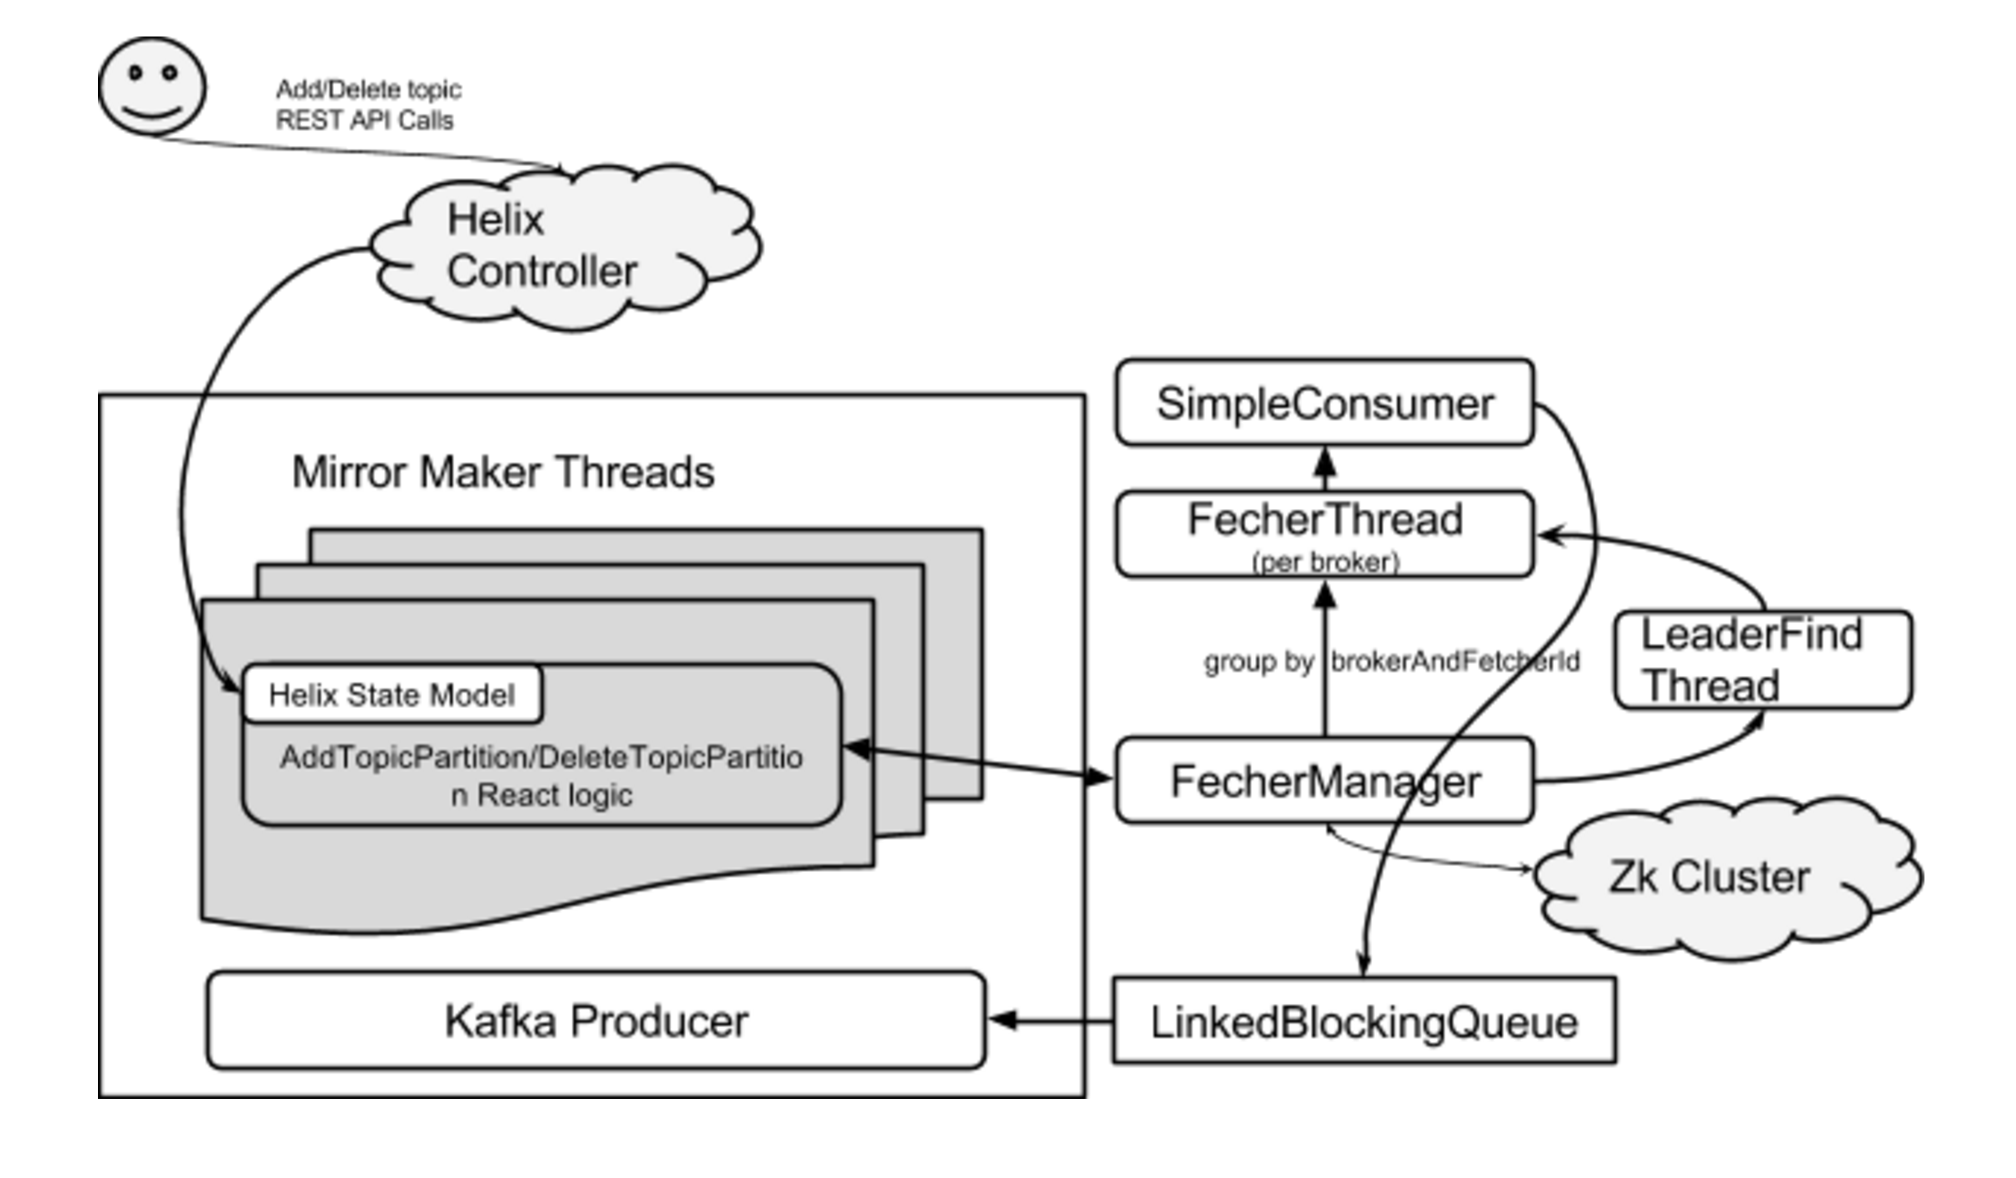 Add/Delete topic
REST API Calls
Helix
Controller
Mirror Maker Threads
Helix State Model
AddTopicPartition/DeleteTopicPartitio
n React logic
Kafka Producer
SimpleConsumer
FecherThread
(per broker)
group by brokerAndFetcherId
LeaderFind
Thread
FecherManager
Zk Cluster
LinkedBlockingQueue